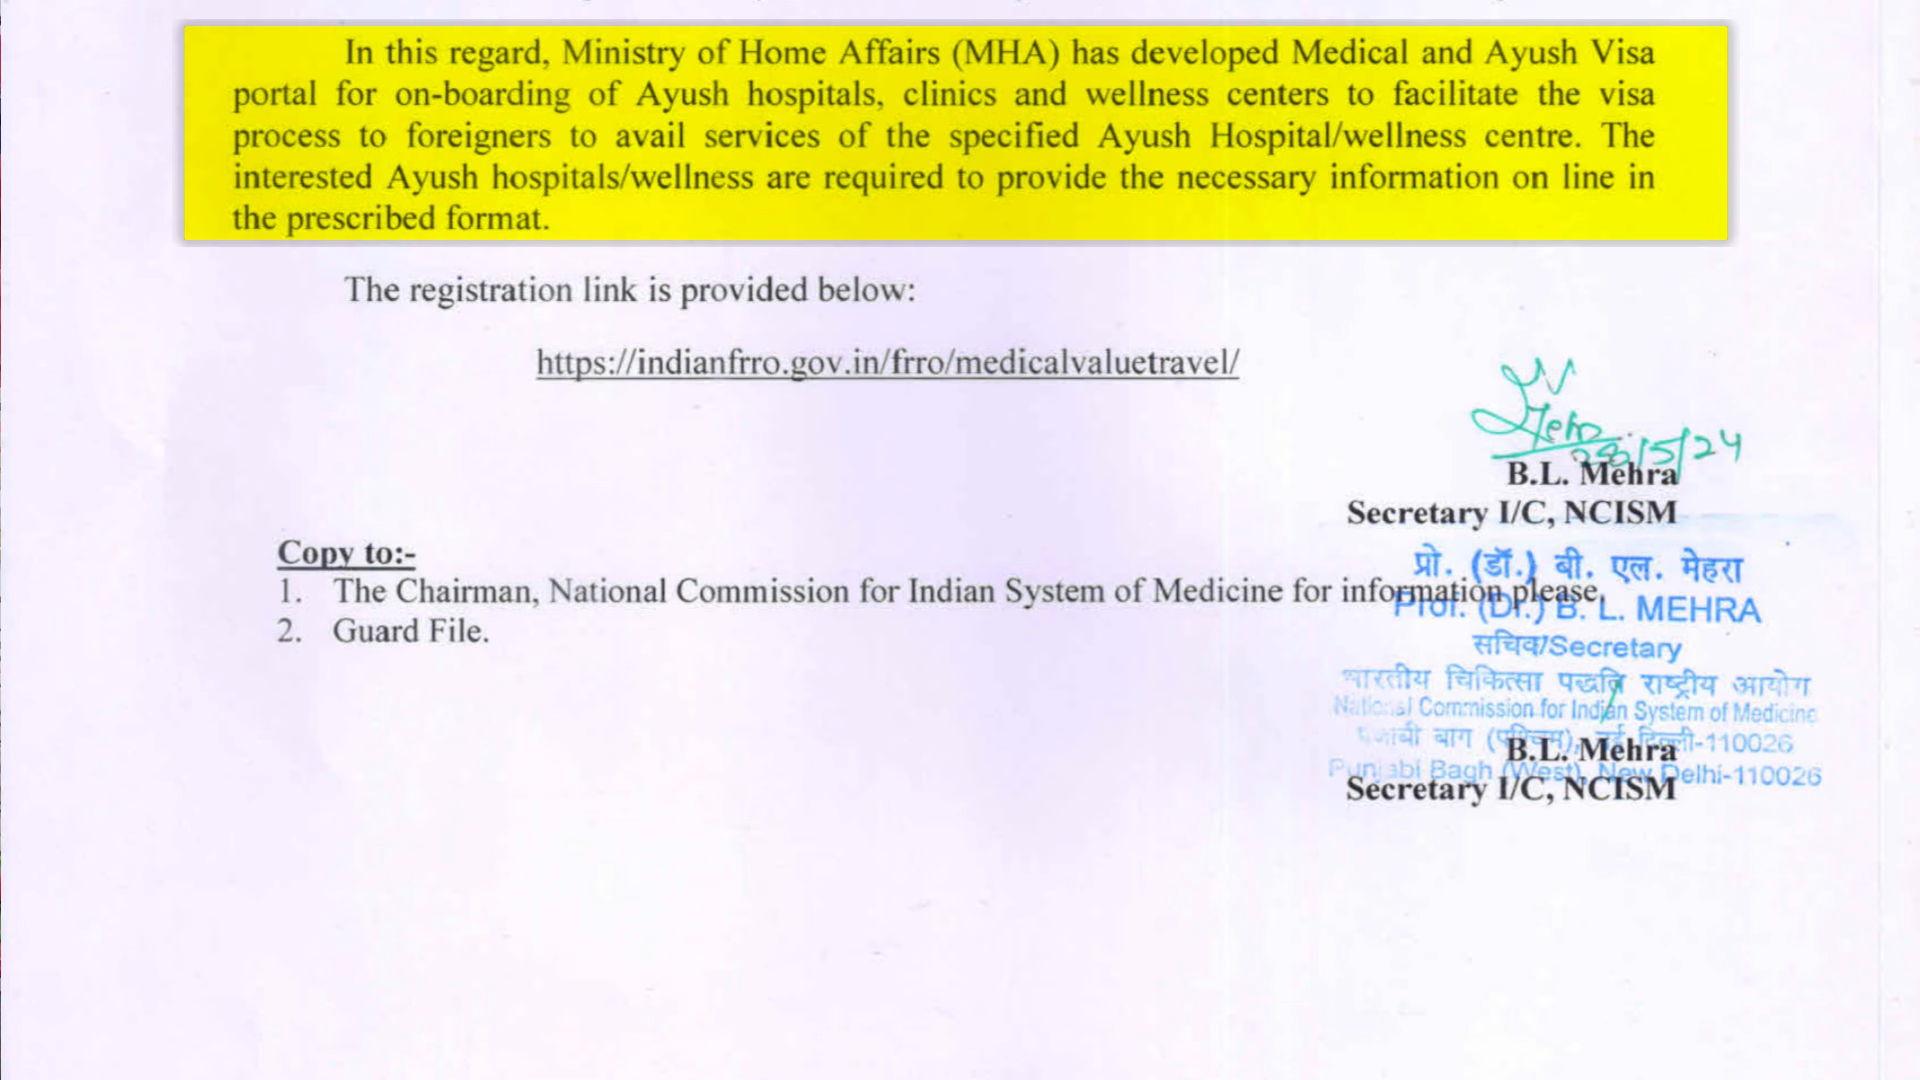 In this regard, Ministry of Home Affairs (MHA) has developed Medical and Ayush Visa
portal for on-boarding of Ayush hospitals, clinics and wellness centers to facilitate the visa
process to foreigners to avail services of the specified Ayush Hospital/wellness centre. The
interested Ayush hospitals/wellness are required to provide the necessary information on line in
the prescribed format.
The registration link is provided below:
https://indianfrro.gov.in/frro/medicalvaluetravel/
28/5/24
B.L. Mehra
Secretary I/C, NCISM
Copy to:-
1. The Chairman, National Commission for Indian System of Medicine for information please.
2. Guard File.
प्रो. (डॉ.) बी. एल. मेहरा
Prof. (Dr.) B. L. MEHRA
सचिव/Secretary
भारतीय चिकित्सा पद्धति राष्ट्रीय आयोग
National Commission for Indian System of Medicine
पंजाबी बाग (पश्चिम), नई दिल्ली-110026
Punjabi Bagh (West), New Delhi-110026
B.L. Mehra
Secretary I/C, NCISM